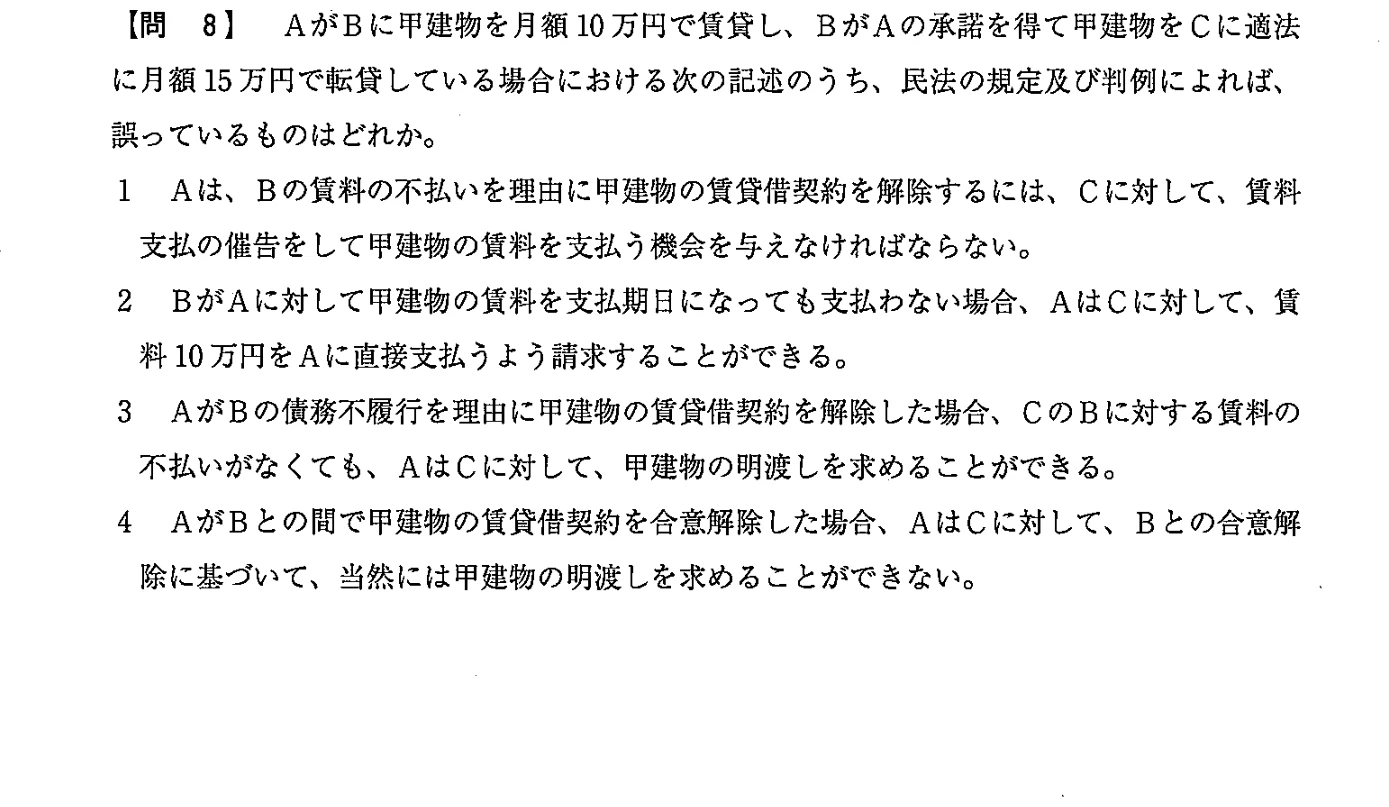 【問　8】　AがBに甲建物を月額10万円で賃貸し、BがAの承諾を得て甲建物をCに適法
に月額15万円で転貸している場合における次の記述のうち、民法の規定及び判例によれば、
誤っているものはどれか。
1　Aは、Bの賃料の不払いを理由に甲建物の賃貸借契約を解除するには、Cに対して、賃料
支払の催告をして甲建物の賃料を支払う機会を与えなければならない。
2　BがAに対して甲建物の賃料を支払期日になっても支払わない場合、AはCに対して、賃
料10万円をAに直接支払うよう請求することができる。
3　AがBの債務不履行を理由に甲建物の賃貸借契約を解除した場合、CのBに対する賃料の
不払いがなくても、AはCに対して、甲建物の明渡しを求めることができる。
4　AがBとの間で甲建物の賃貸借契約を合意解除した場合、AはCに対して、Bとの合意解
除に基づいて、当然には甲建物の明渡しを求めることができない。